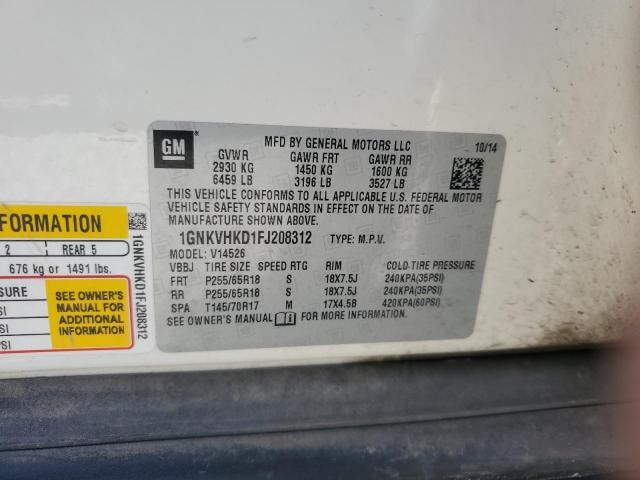 GM
MFD BY GENERAL MOTORS LLC 10/14
GVWR GAWR FRT GAWR RR
2930 KG 1450 KG 1600 KG
6459 LB 3196 LB 3527 LB
THIS VEHICLE CONFORMS TO ALL APPLICABLE U.S. FEDERAL MOTOR
VEHICLE SAFETY STANDARDS IN EFFECT ON THE DATE OF
MANUFACTURE SHOWN ABOVE.
1GNKVHKD1FJ208312 TYPE: M.P.V.
MODEL: V14526
VBBJ TIRE SIZE SPEED RTG RIM COLD TIRE PRESSURE
FRT P255/65R18 S 18X7.5J 240KPA(35PSI)
RR P255/65R18 S 18X7.5J 240KPA(35PSI)
SPA T145/70R17 M 17X4.5B 420KPA(60PSI)
SEE OWNER'S MANUAL FOR MORE INFORMATION.
FORMATION
2 REAR 5
676 kg or 1491 lbs.
SURE
SI
SI
PSI
SEE OWNER'S
MANUAL FOR
ADDITIONAL
INFORMATION
1GNKVHKD1FJ208312